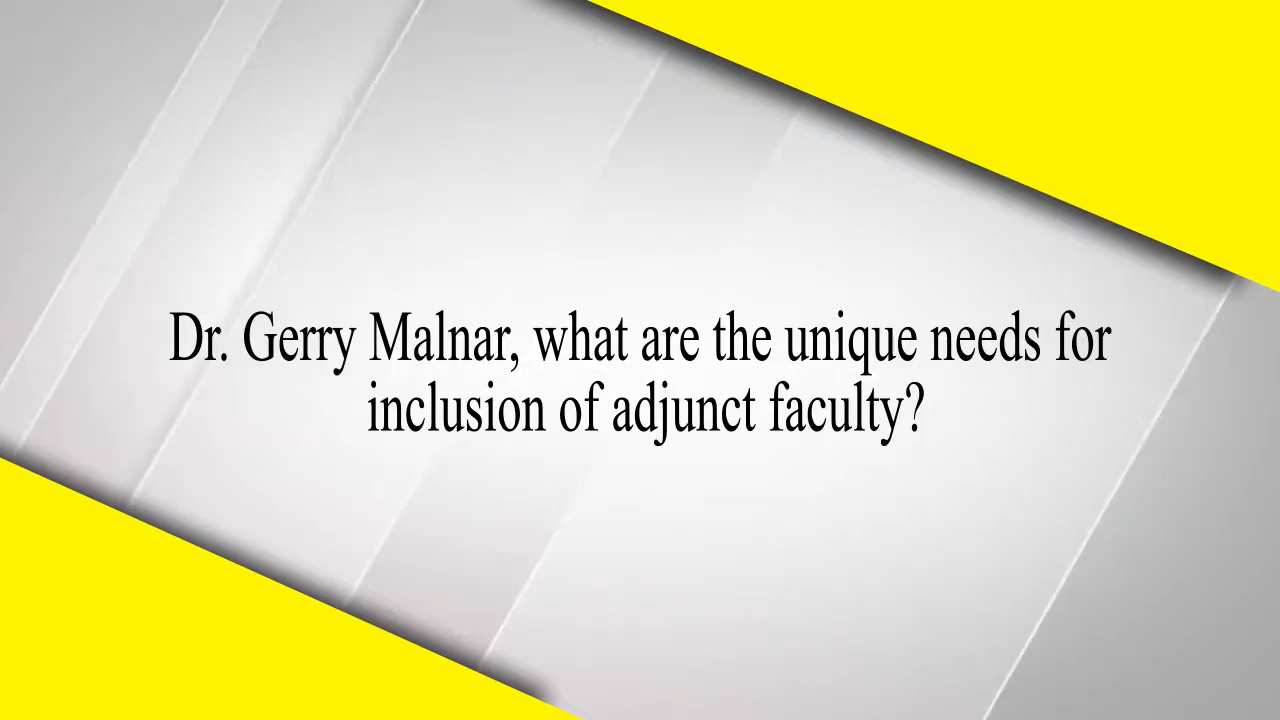 Dr. Gerry Malnar, what are the unique needs for
inclusion of adjunct faculty?